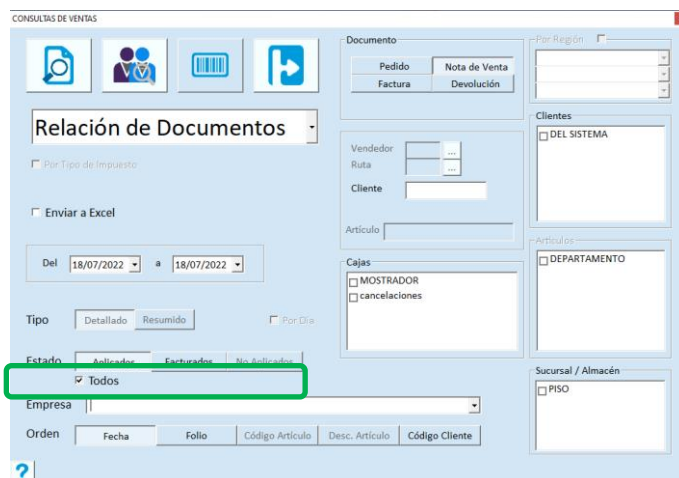 CONSULTAS DE VENTAS
Documento
Pedido
Nota de Venta
Factura
Devolución
Por Región
Relación de Documentos
Por Tipo de Impuesto
Enviar a Excel
Del 18/07/2022 a 18/07/2022
Vendedor ...
Ruta ...
Cliente
Artículo
Clientes
DEL SISTEMA
Cajas
MOSTRADOR
cancelaciones
Artículos
DEPARTAMENTO
Tipo Detallado Resumido Por Día
Estado Aplicados Facturados No Aplicados
Todos
Empresa
Orden Fecha Folio Código Artículo Desc. Artículo Código Cliente
Sucursal / Almacén
PISO
?